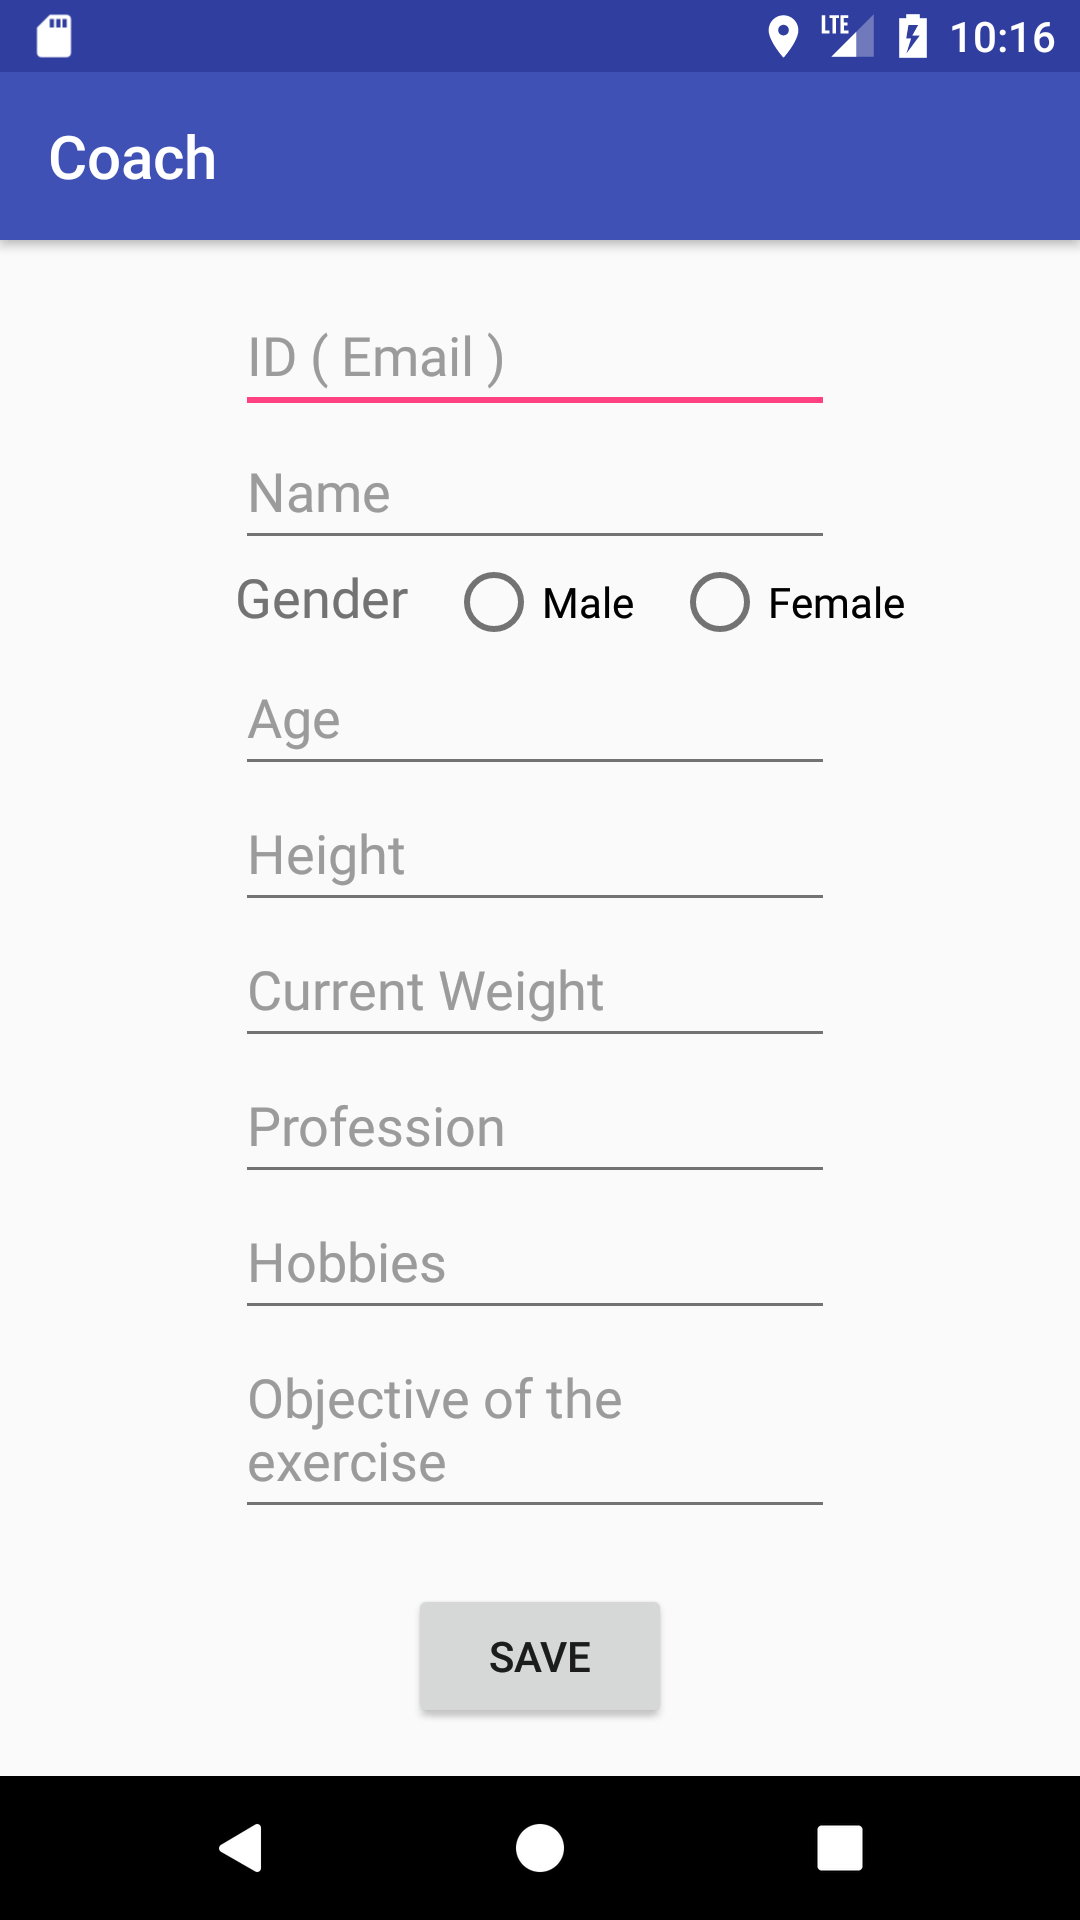 LTE 10:16
Coach
ID ( Email )
Name
Gender Male Female
Age
Height
Current Weight
Profession
Hobbies
Objective of the
exercise
SAVE